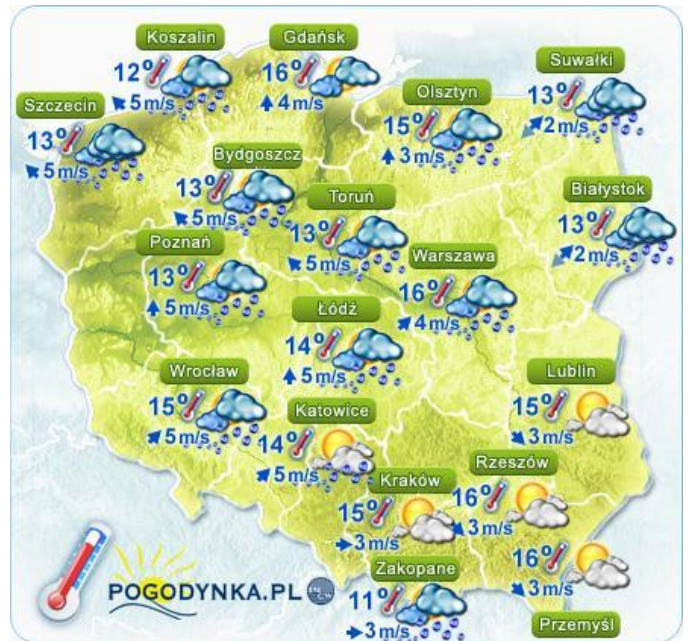 Koszalin
12°
5 m/s
Gdańsk
16°
4 m/s
Suwałki
13°
2 m/s
Olsztyn
15°
3 m/s
Szczecin
13°
5 m/s
Bydgoszcz
13°
5 m/s
Toruń
13°
5 m/s
Białystok
13°
2 m/s
Poznań
13°
5 m/s
Warszawa
16°
4 m/s
Łódź
14°
5 m/s
Wrocław
15°
5 m/s
Katowice
14°
5 m/s
Lublin
15°
3 m/s
Kraków
15°
3 m/s
Rzeszów
16°
3 m/s
16°
3 m/s
Przemyśl
Zakopane
11°
3 m/s
POGODYNKA.PL